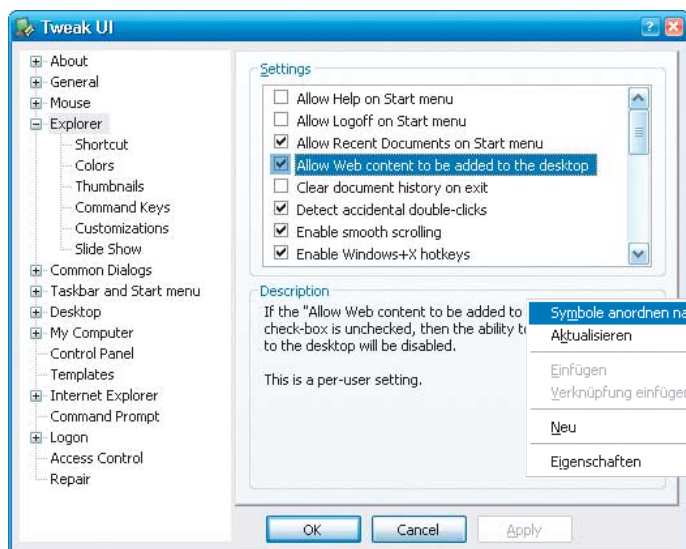 Tweak UI
About
General
Mouse
Explorer
Shortcut
Colors
Thumbnails
Command Keys
Customizations
Slide Show
Common Dialogs
Taskbar and Start menu
Desktop
My Computer
Control Panel
Templates
Internet Explorer
Command Prompt
Logon
Access Control
Repair
Settings
Allow Help on Start menu
Allow Logoff on Start menu
Allow Recent Documents on Start menu
Allow Web content to be added to the desktop
Clear document history on exit
Detect accidental double-clicks
Enable smooth scrolling
Enable Windows+X hotkeys
Description
If the "Allow Web content to be added to
check-box is unchecked, then the ability to
to the desktop will be disabled.
This is a per-user setting.
Symbole anordnen na
Aktualisieren
Einfügen
Verknüpfung einfügen
Neu
Eigenschaften
OK
Cancel
Apply